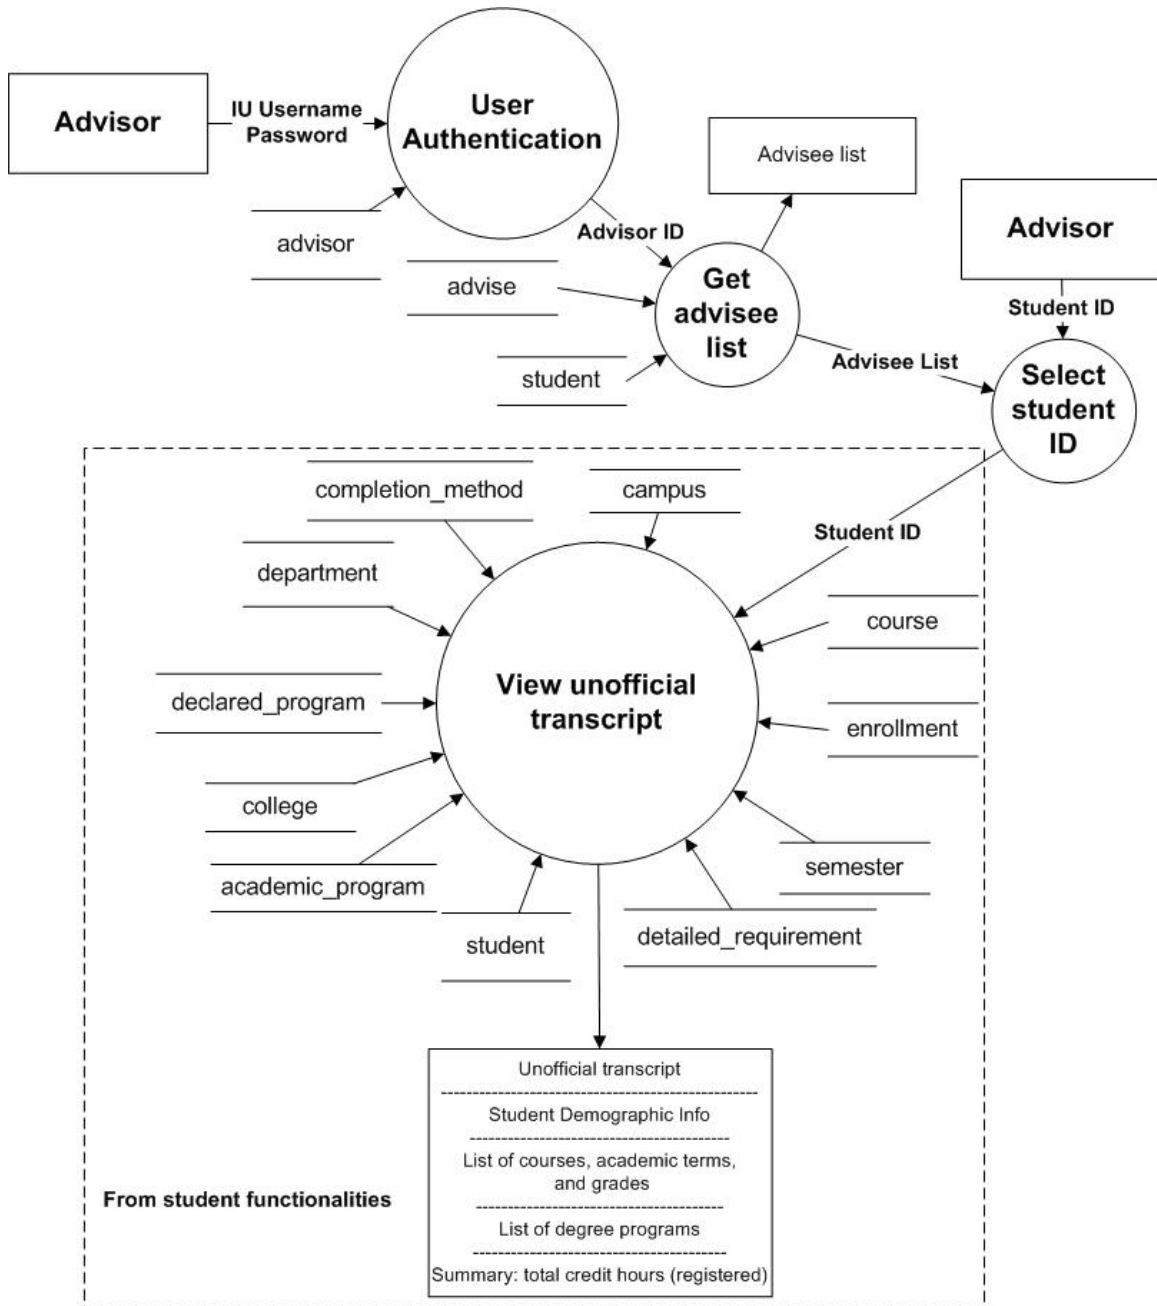 Advisor
IU Username
Password
User
Authentication
advisor
Advisor ID
Advisee list
Advisor
advise
Get
advisee
list
Student ID
student
Advisee List
Select
student
ID
completion_method
campus
Student ID
department
course
declared_program
View unofficial
transcript
enrollment
college
academic_program
semester
student
detailed_requirement
Unofficial transcript
Student Demographic Info
List of courses, academic terms,
and grades
List of degree programs
Summary: total credit hours (registered)
From student functionalities